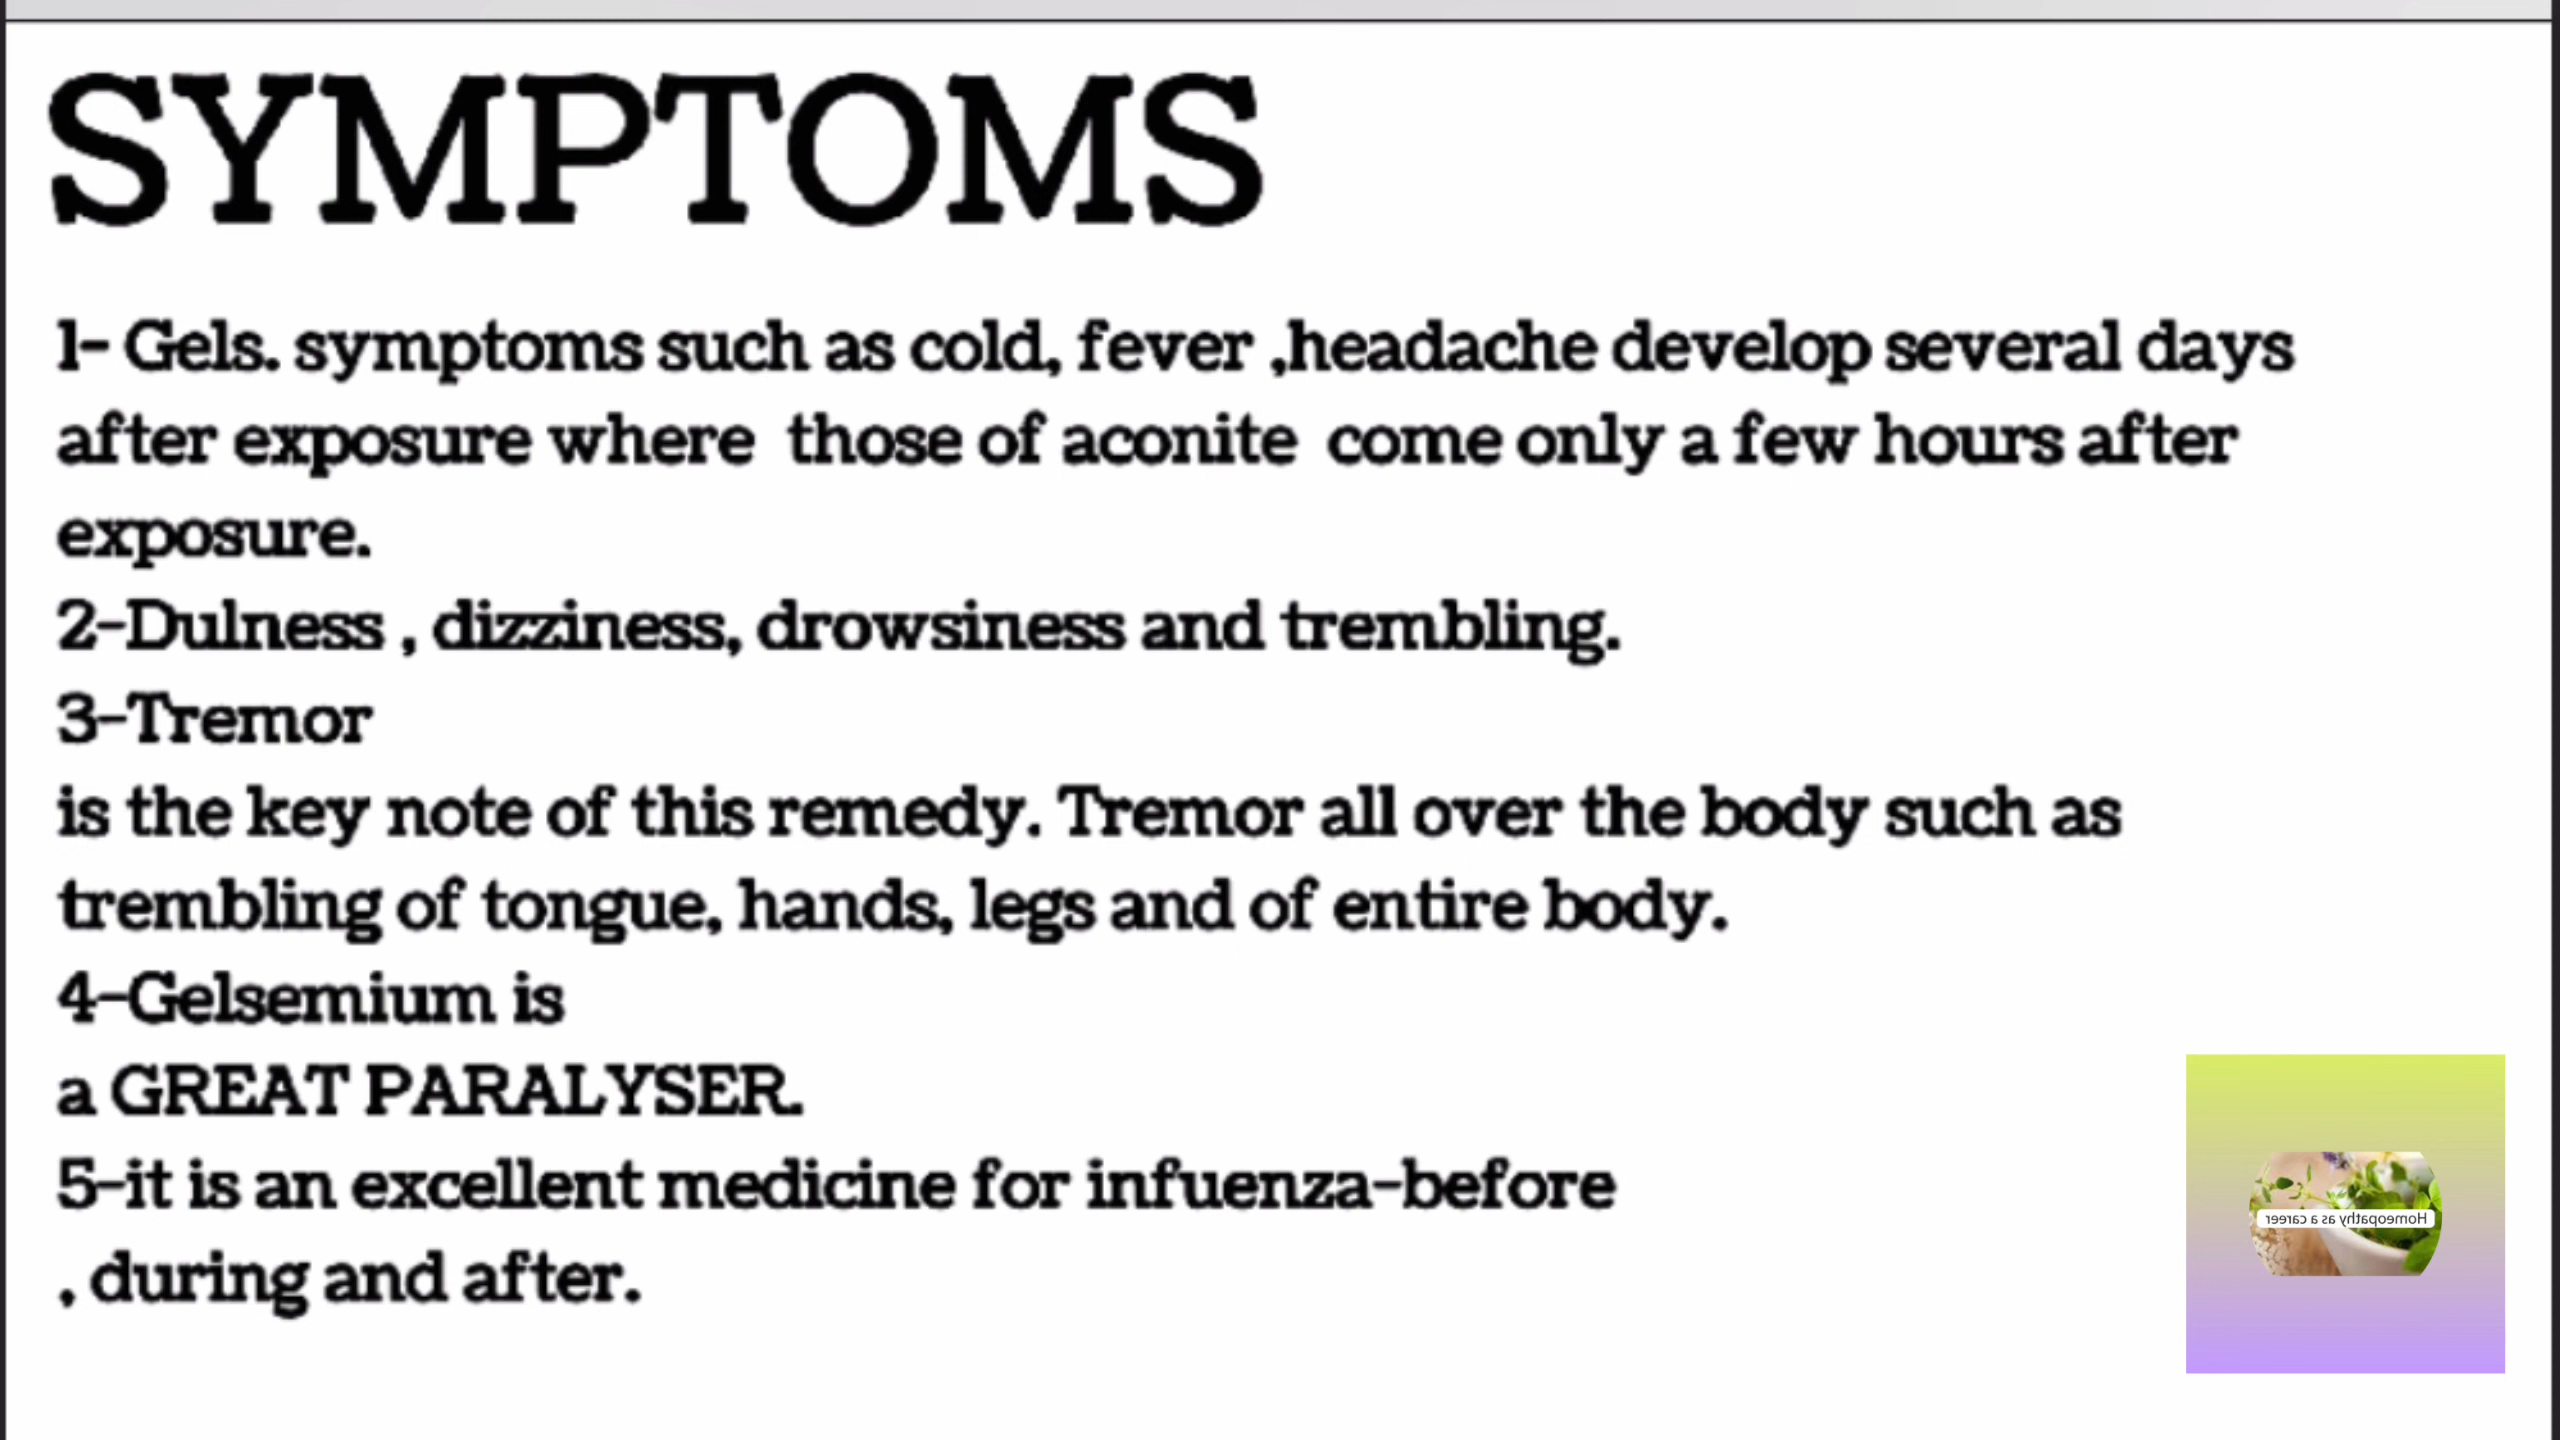 SYMPTOMS
1- Gels. symptoms such as cold, fever ,headache develop several days
after exposure where those of aconite come only a few hours after
exposure.
2-Dulness , dizziness, drowsiness and trembling.
3-Tremor
is the key note of this remedy. Tremor all over the body such as
trembling of tongue, hands, legs and of entire body.
4-Gelsemium is
a GREAT PARALYSER.
5-it is an excellent medicine for infuenza-before
, during and after.
Homeopathy as a career